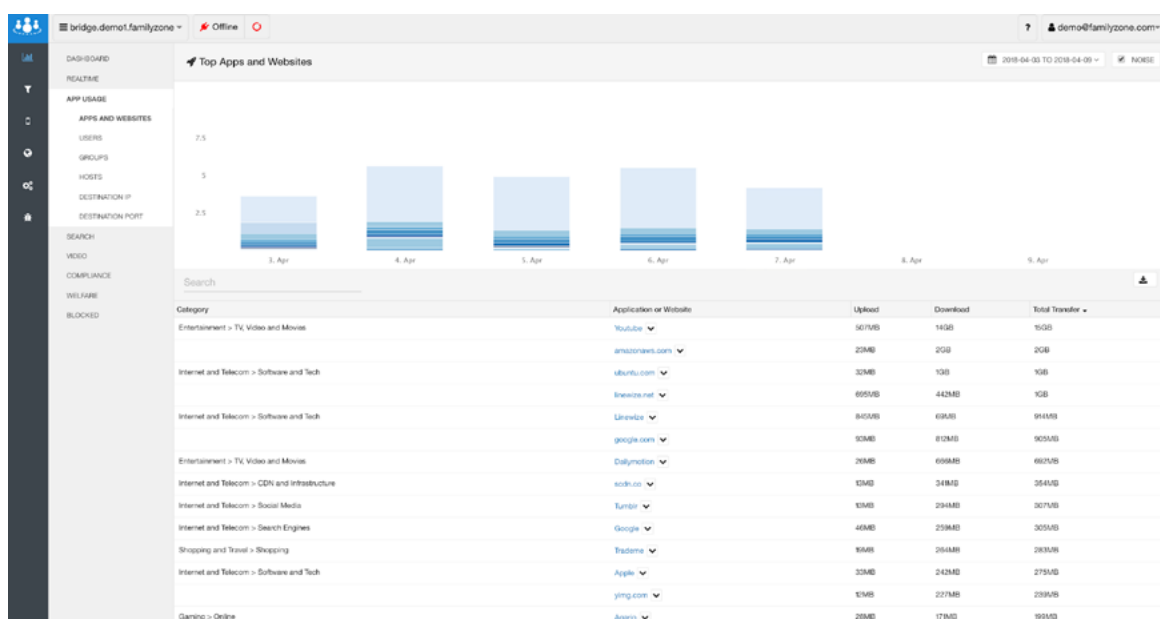 bridge.demo1.familyzone Offline ? demo@familyzone.com
DASHBOARD
REALTIME
APP USAGE
APPS AND WEBSITES
USERS
GROUPS
HOSTS
DESTINATION IP
DESTINATION PORT
SEARCH
VIDEO
COMPLIANCE
WELFARE
BLOCKED
Top Apps and Websites 2018-04-03 TO 2018-04-09 NOISE
7.5
5
2.5
3. Apr 4. Apr 5. Apr 6. Apr 7. Apr 8. Apr 9. Apr
Search
Category Application or Website Upload Download Total Transfer
Entertainment > TV, Video and Movies Youtube 507MB 14GB 15GB
amazonaws.com 23MB 2GB 2GB
Internet and Telecom > Software and Tech ubuntu.com 32MB 1GB 1GB
linewize.net 695MB 442MB 1GB
Internet and Telecom > Software and Tech Linewize 845MB 69MB 914MB
google.com 93MB 812MB 905MB
Entertainment > TV, Video and Movies Dailymotion 26MB 666MB 692MB
Internet and Telecom > CDN and Infrastructure scdn.co 13MB 341MB 354MB
Internet and Telecom > Social Media Tumblr 294MB 307MB
Internet and Telecom > Search Engines Google 46MB 259MB 305MB
Shopping and Travel > Shopping Trademe 264MB 283MB
Internet and Telecom > Software and Tech Apple 33MB 242MB 275MB
yimg.com 12MB 227MB 239MB
Gaming > Online 28MB 171MB 199MB